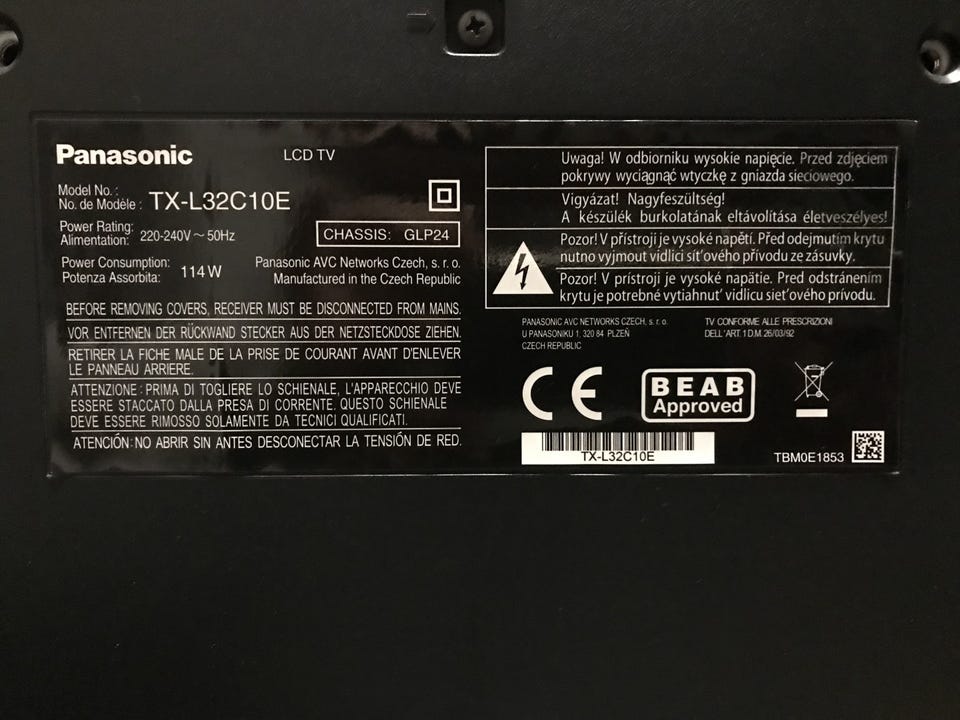 Panasonic
LCD TV
Model No. :
No. de Modèle : TX-L32C10E
Power Rating:
Alimentation: 220-240V ~ 50Hz
CHASSIS: GLP24
Power Consumption:
Potenza Assorbita: 114 W
Panasonic AVC Networks Czech, s. r. o.
Manufactured in the Czech Republic
BEFORE REMOVING COVERS, RECEIVER MUST BE DISCONNECTED FROM MAINS.
VOR ENTFERNEN DER RÜCKWAND STECKER AUS DER NETZSTECKDOSE ZIEHEN.
RETIRER LA FICHE MALE DE LA PRISE DE COURANT AVANT D'ENLEVER
LE PANNEAU ARRIERE.
ATTENZIONE: PRIMA DI TOGLIERE LO SCHIENALE, L'APPARECCHIO DEVE
ESSERE STACCATO DALLA PRESA DI CORRENTE. QUESTO SCHIENALE
DEVE ESSERE RIMOSSO SOLAMENTE DA TECNICI QUALIFICATI.
ATENCIÓN: NO ABRIR SIN ANTES DESCONECTAR LA TENSIÓN DE RED.
Uwaga! W odbiorniku wysokie napięcie. Przed zdjęciem
pokrywy wyciągnąć wtyczkę z gniazda sieciowego.
Vigyázat! Nagyfeszültség!
A készülék burkolatának eltávolítása életveszélyes!
Pozor! V přístroji je vysoké napětí. Před odejmutím krytu
nutno vyjmout vidlici síťového přívodu ze zásuvky.
Pozor! V prístroji je vysoké napätie. Pred odstránením
krytu je potrebné vytiahnuť vidlicu sieťového prívodu.
PANASONIC AVC NETWORKS CZECH, s. r. o.
U PANASONIKU 1, 320 84 PLZEŇ
CZECH REPUBLIC
TV CONFORME ALLE PRESCRIZIONI
DELL'ART. 1 D.M. 26/03/92
CE
BEAB
Approved
TX-L32C10E
TBM0E1853